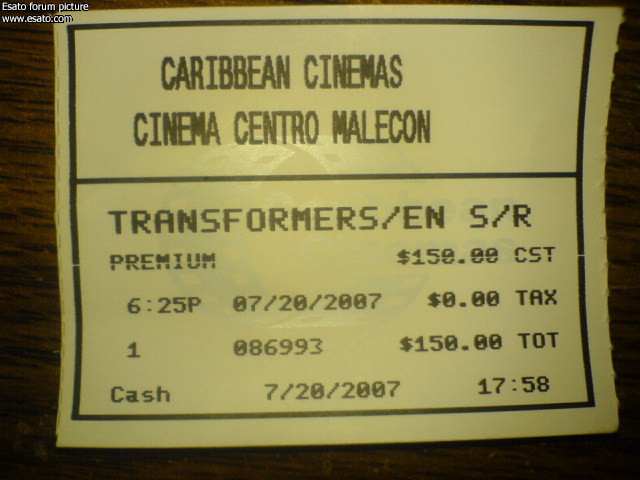 Esato forum picture
www.esato.com
CARIBBEAN CINEMAS
CINEMA CENTRO MALECON
TRANSFORMERS/EN S/R
PREMIUM $150.00 CST
6:25P 07/20/2007 $0.00 TAX
1 086993 $150.00 TOT
Cash 7/20/2007 17:58